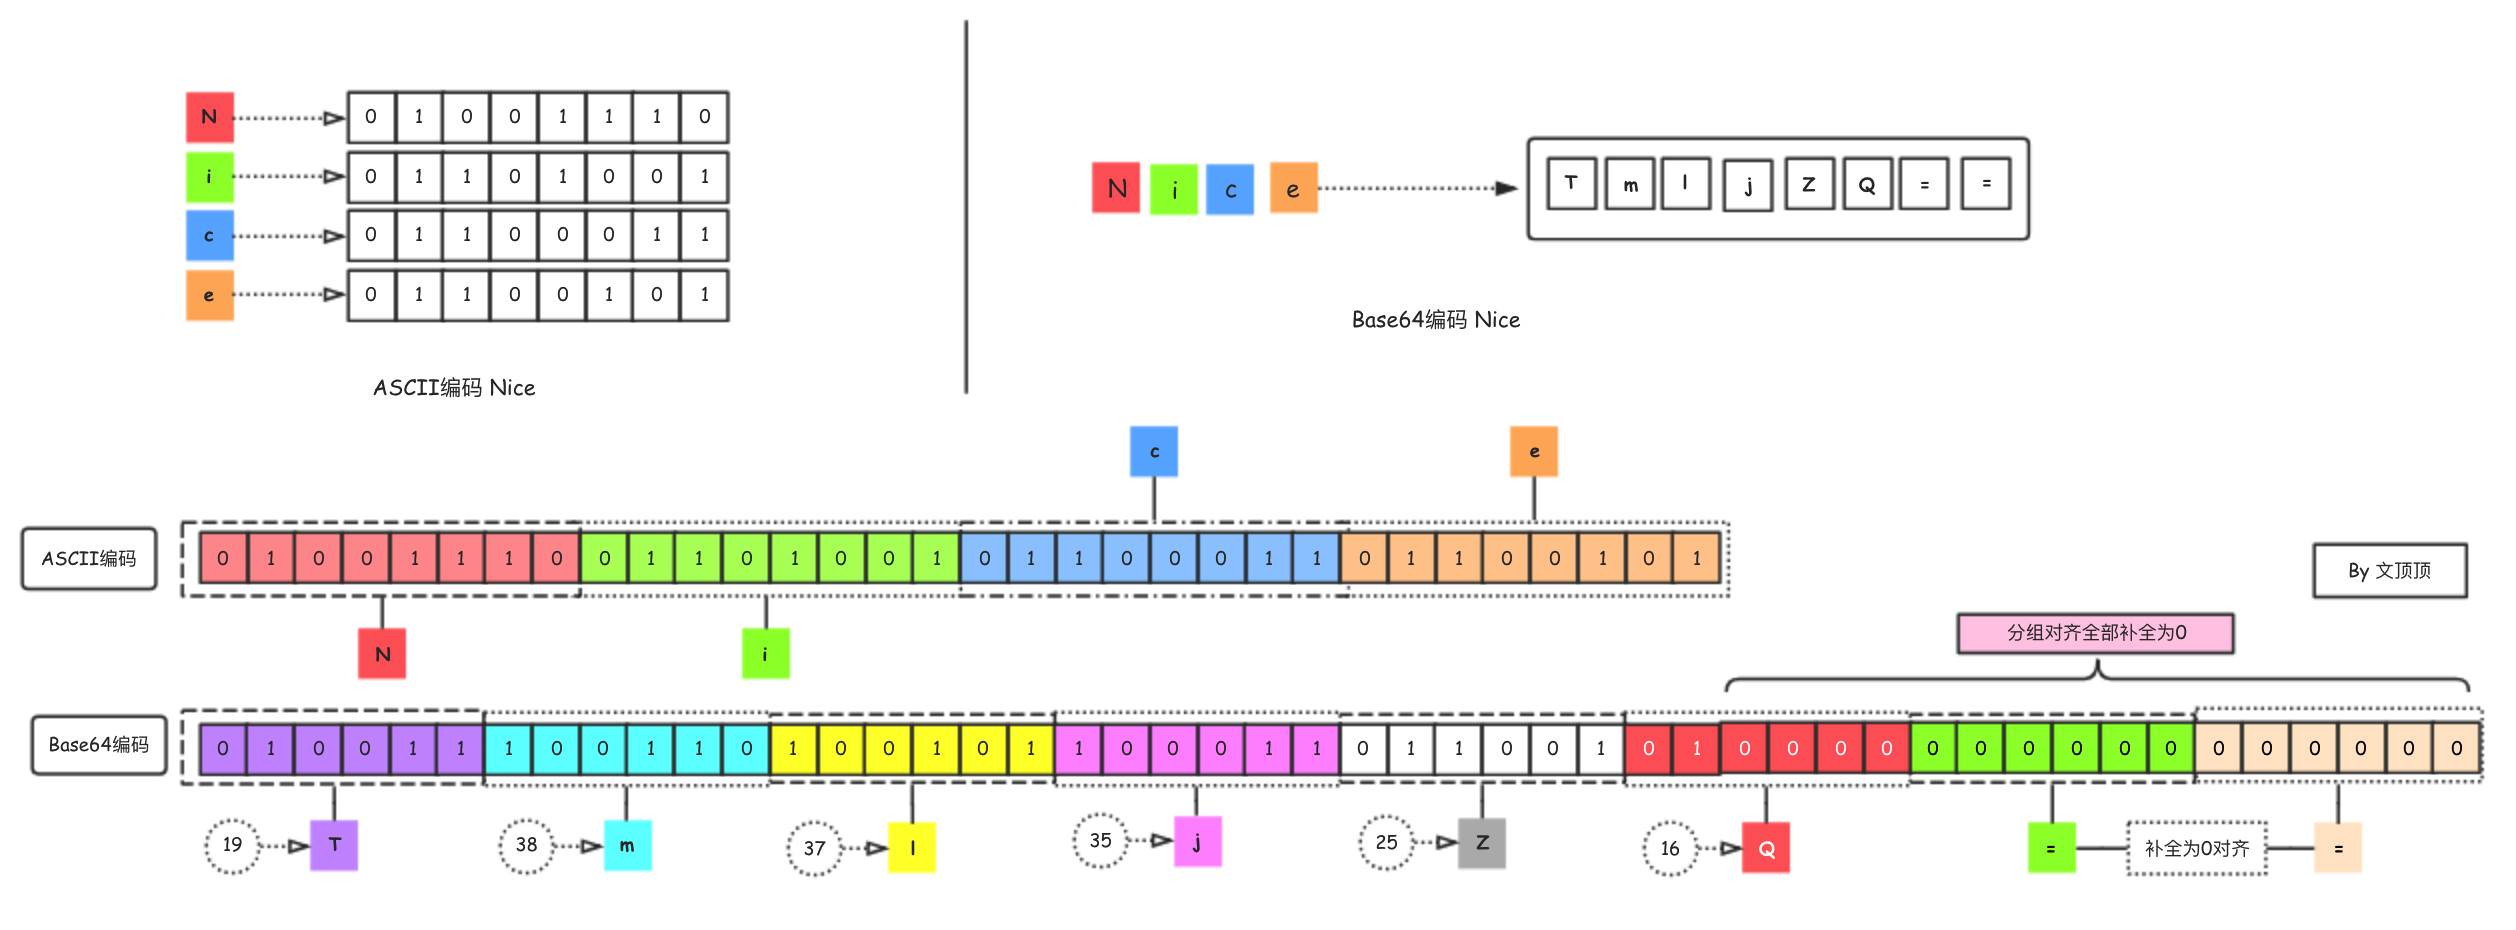 N 0 1 0 0 1 1 1 0
i 0 1 1 0 1 0 0 1
c 0 1 1 0 0 0 1 1
e 0 1 1 0 0 1 0 1
ASCII编码 Nice
N i c e T m l j Z Q = =
Base64编码 Nice
c e
ASCII编码 0 1 0 0 1 1 1 0 0 1 1 0 1 0 0 1 0 1 1 0 0 0 1 1 0 1 1 0 0 1 0 1
By 文顶顶
N i
分组对齐全部补全为0
Base64编码 0 1 0 0 1 1 1 0 0 1 1 0 1 0 0 1 0 1 1 0 0 0 1 1 0 1 1 0 0 1 0 1 0 0 0 0 0 0 0 0 0 0 0 0 0 0 0 0
19 T 38 m 37 l 35 j 25 Z 16 Q = 补全为0对齐 =